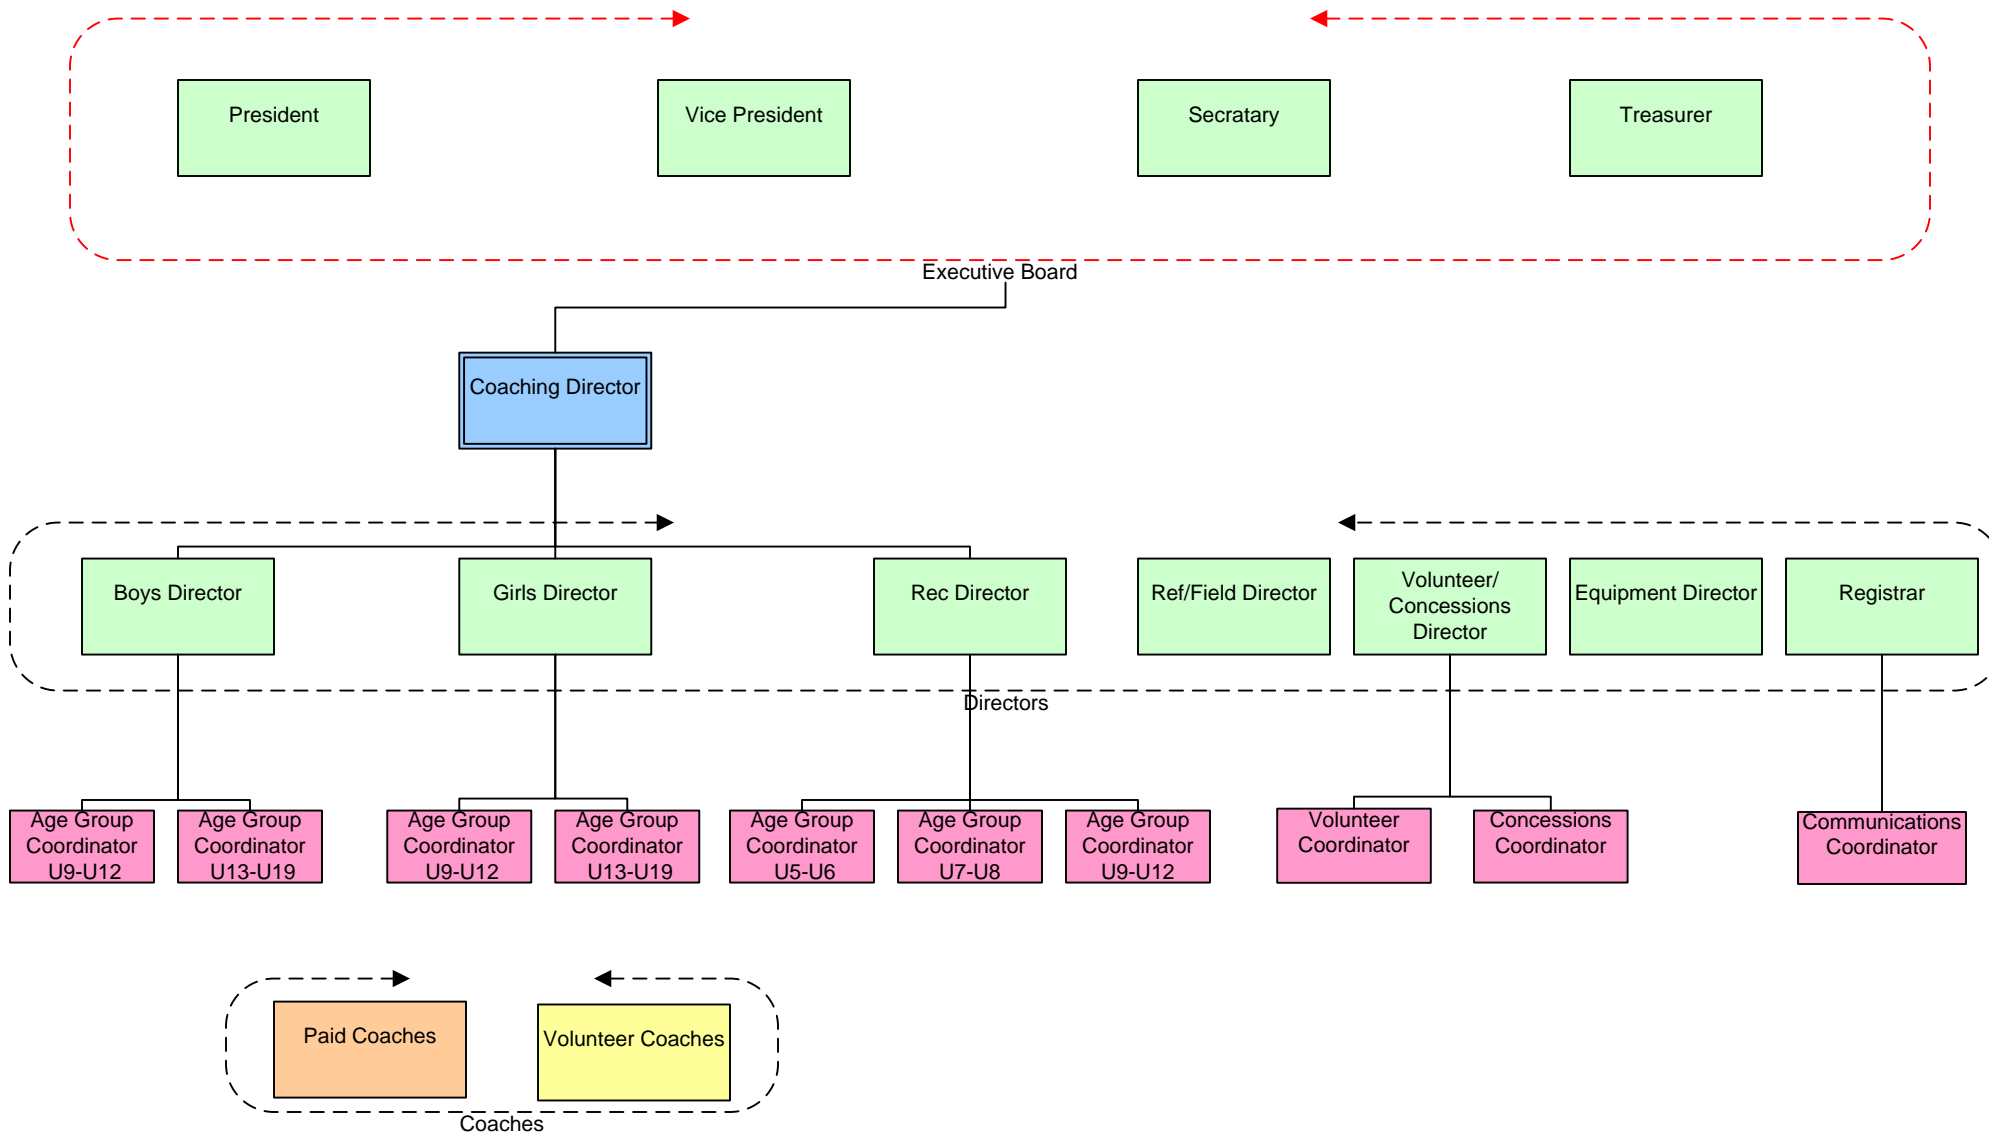 President
Vice President
Secratary
Treasurer
Executive Board
Coaching Director
Boys Director
Girls Director
Rec Director
Ref/Field Director
Volunteer/
Concessions
Director
Equipment Director
Registrar
Directors
Age Group
Coordinator
U9-U12
Age Group
Coordinator
U13-U19
Age Group
Coordinator
U9-U12
Age Group
Coordinator
U13-U19
Age Group
Coordinator
U5-U6
Age Group
Coordinator
U7-U8
Age Group
Coordinator
U9-U12
Volunteer
Coordinator
Concessions
Coordinator
Communications
Coordinator
Paid Coaches
Volunteer Coaches
Coaches